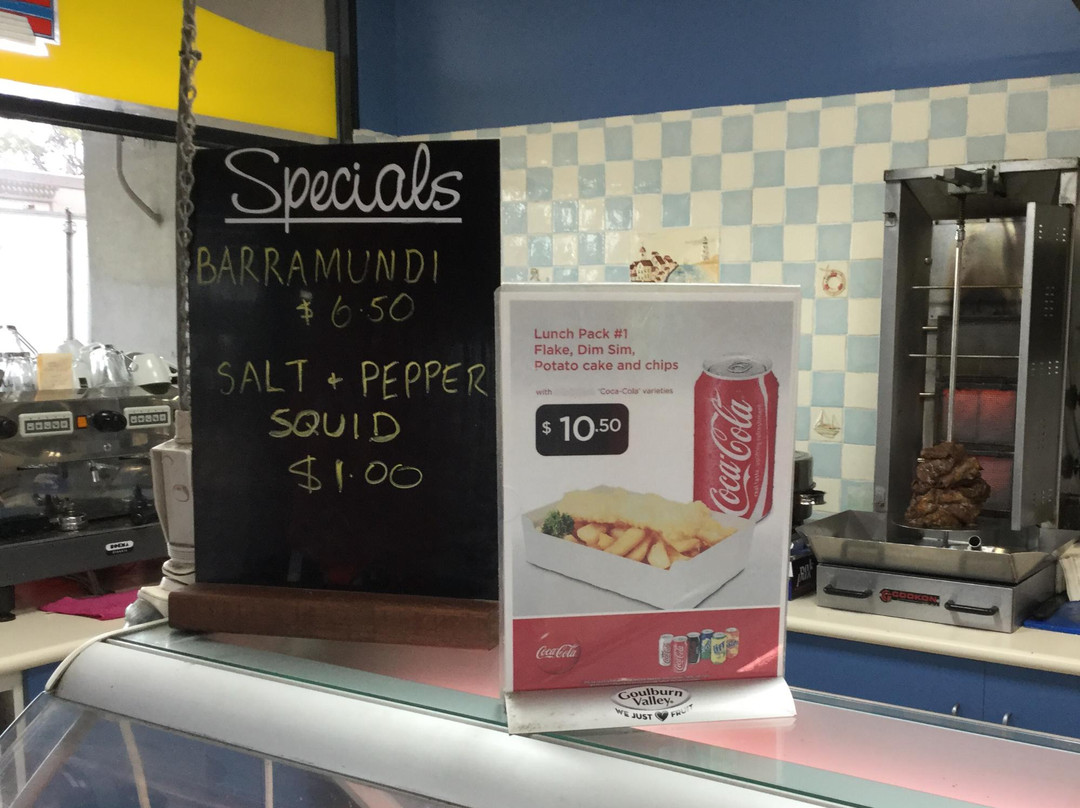 Specials
BARRAMUNDI
$ 6.50
SALT + PEPPER
SQUID
$1.00
Lunch Pack #1
Flake, Dim Sim,
Potato cake and chips
with 'Coca-Cola' varieties
$ 10.50
Coca-Cola
Coca-Cola
Goulburn
Valley.
WE JUST FRUIT
COOKON